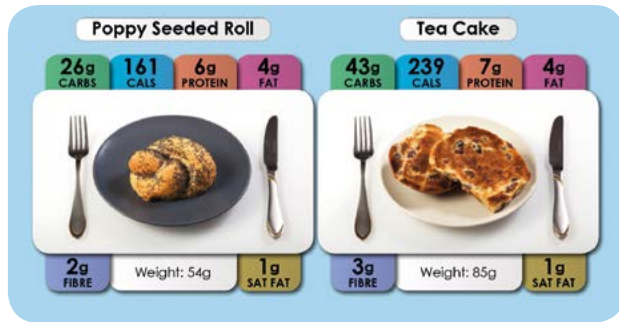 Poppy Seeded Roll
26g 161 6g 4g
CARBS CALS PROTEIN FAT
2g Weight: 54g 1g
FIBRE SAT FAT
Tea Cake
43g 239 7g 4g
CARBS CALS PROTEIN FAT
3g Weight: 85g 1g
FIBRE SAT FAT